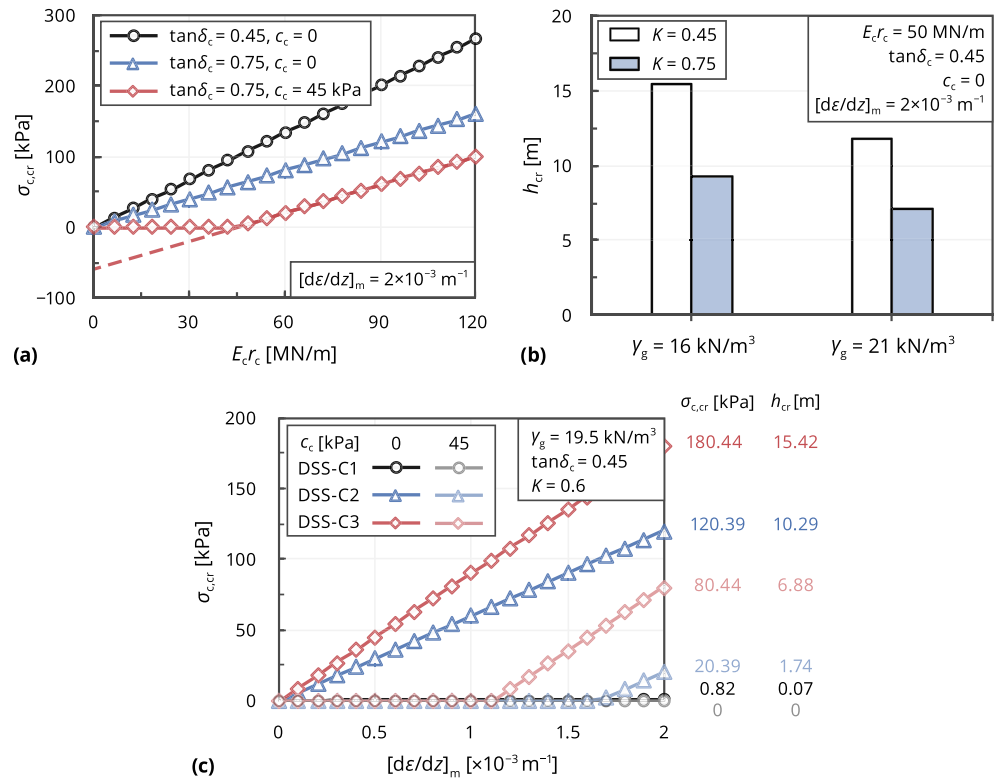 300
200
100
0
−100
σc,cr [kPa]
tanδc = 0.45, cc = 0
tanδc = 0.75, cc = 0
tanδc = 0.75, cc = 45 kPa
[dε/dz]m = 2×10⁻³ m⁻¹
0 30 60 90 120
(a) Ecrc [MN/m]
20
15
10
5
0
hcr [m]
K = 0.45
K = 0.75
Ecrc = 50 MN/m
tanδc = 0.45
cc = 0
[dε/dz]m = 2×10⁻³ m⁻¹
(b) γg = 16 kN/m³ γg = 21 kN/m³
200
150
100
50
0
σc,cr [kPa]
cc [kPa] 0 45
DSS-C1
DSS-C2
DSS-C3
γg = 19.5 kN/m³
tanδc = 0.45
K = 0.6
σc,cr [kPa] hcr [m]
180.44 15.42
120.39 10.29
80.44 6.88
20.39 1.74
0.82 0.07
0 0
0 0.5 1 1.5 2
(c) [dε/dz]m [×10⁻³ m⁻¹]